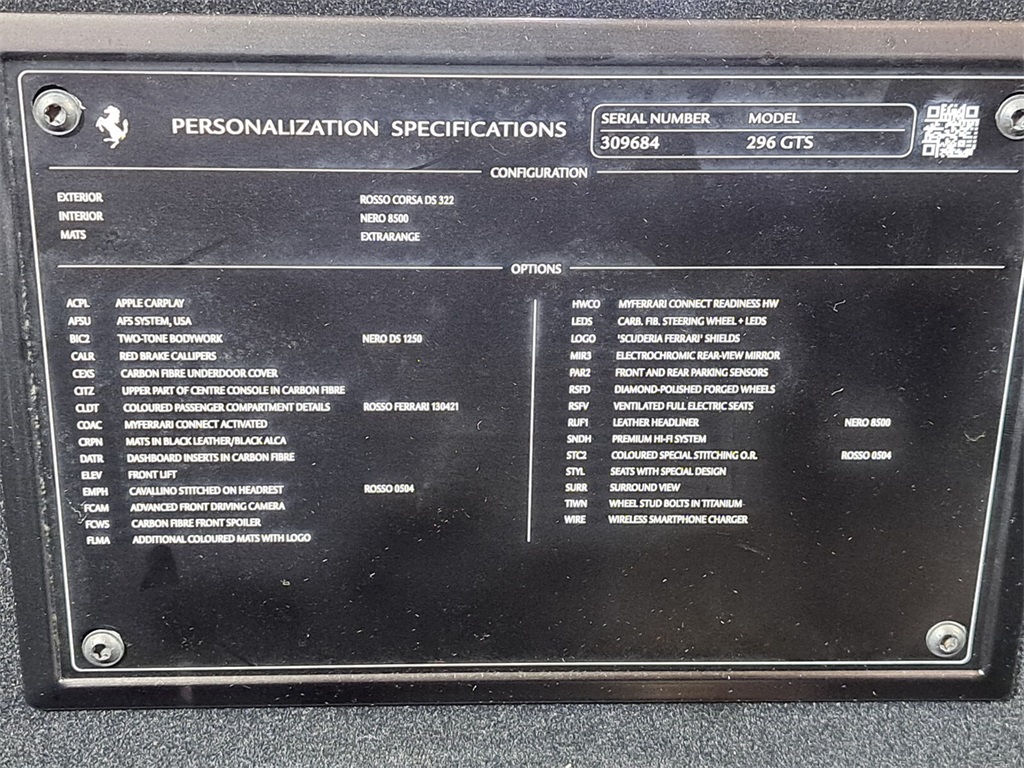 PERSONALIZATION SPECIFICATIONS
SERIAL NUMBER MODEL
309684 296 GTS
CONFIGURATION
EXTERIOR ROSSO CORSA DS 322
INTERIOR NERO 8500
MATS EXTRARANGE
OPTIONS
ACPL APPLE CARPLAY
AFSU AFS SYSTEM, USA
BIC2 TWO-TONE BODYWORK NERO DS 1250
CALR RED BRAKE CALLIPERS
CEXS CARBON FIBRE UNDERDOOR COVER
CITZ UPPER PART OF CENTRE CONSOLE IN CARBON FIBRE
CLDT COLOURED PASSENGER COMPARTMENT DETAILS ROSSO FERRARI 130421
COAC MYFERRARI CONNECT ACTIVATED
CRPN MATS IN BLACK LEATHER/BLACK ALCA
DATR DASHBOARD INSERTS IN CARBON FIBRE
ELEV FRONT LIFT
EMPH CAVALLINO STITCHED ON HEADREST ROSSO 0504
FCAM ADVANCED FRONT DRIVING CAMERA
FCWS CARBON FIBRE FRONT SPOILER
FLMA ADDITIONAL COLOURED MATS WITH LOGO
HWCO MYFERRARI CONNECT READINESS HW
LEDS CARB. FIB. STEERING WHEEL + LEDS
LOGO 'SCUDERIA FERRARI' SHIELDS
MIR3 ELECTROCHROMIC REAR-VIEW MIRROR
PAR2 FRONT AND REAR PARKING SENSORS
RSFD DIAMOND-POLISHED FORGED WHEELS
RSFV VENTILATED FULL ELECTRIC SEATS
RUF1 LEATHER HEADLINER NERO 8500
SNDH PREMIUM HI-FI SYSTEM
STC2 COLOURED SPECIAL STITCHING O.R. ROSSO 0504
STYL SEATS WITH SPECIAL DESIGN
SURR SURROUND VIEW
TIWN WHEEL STUD BOLTS IN TITANIUM
WIRE WIRELESS SMARTPHONE CHARGER